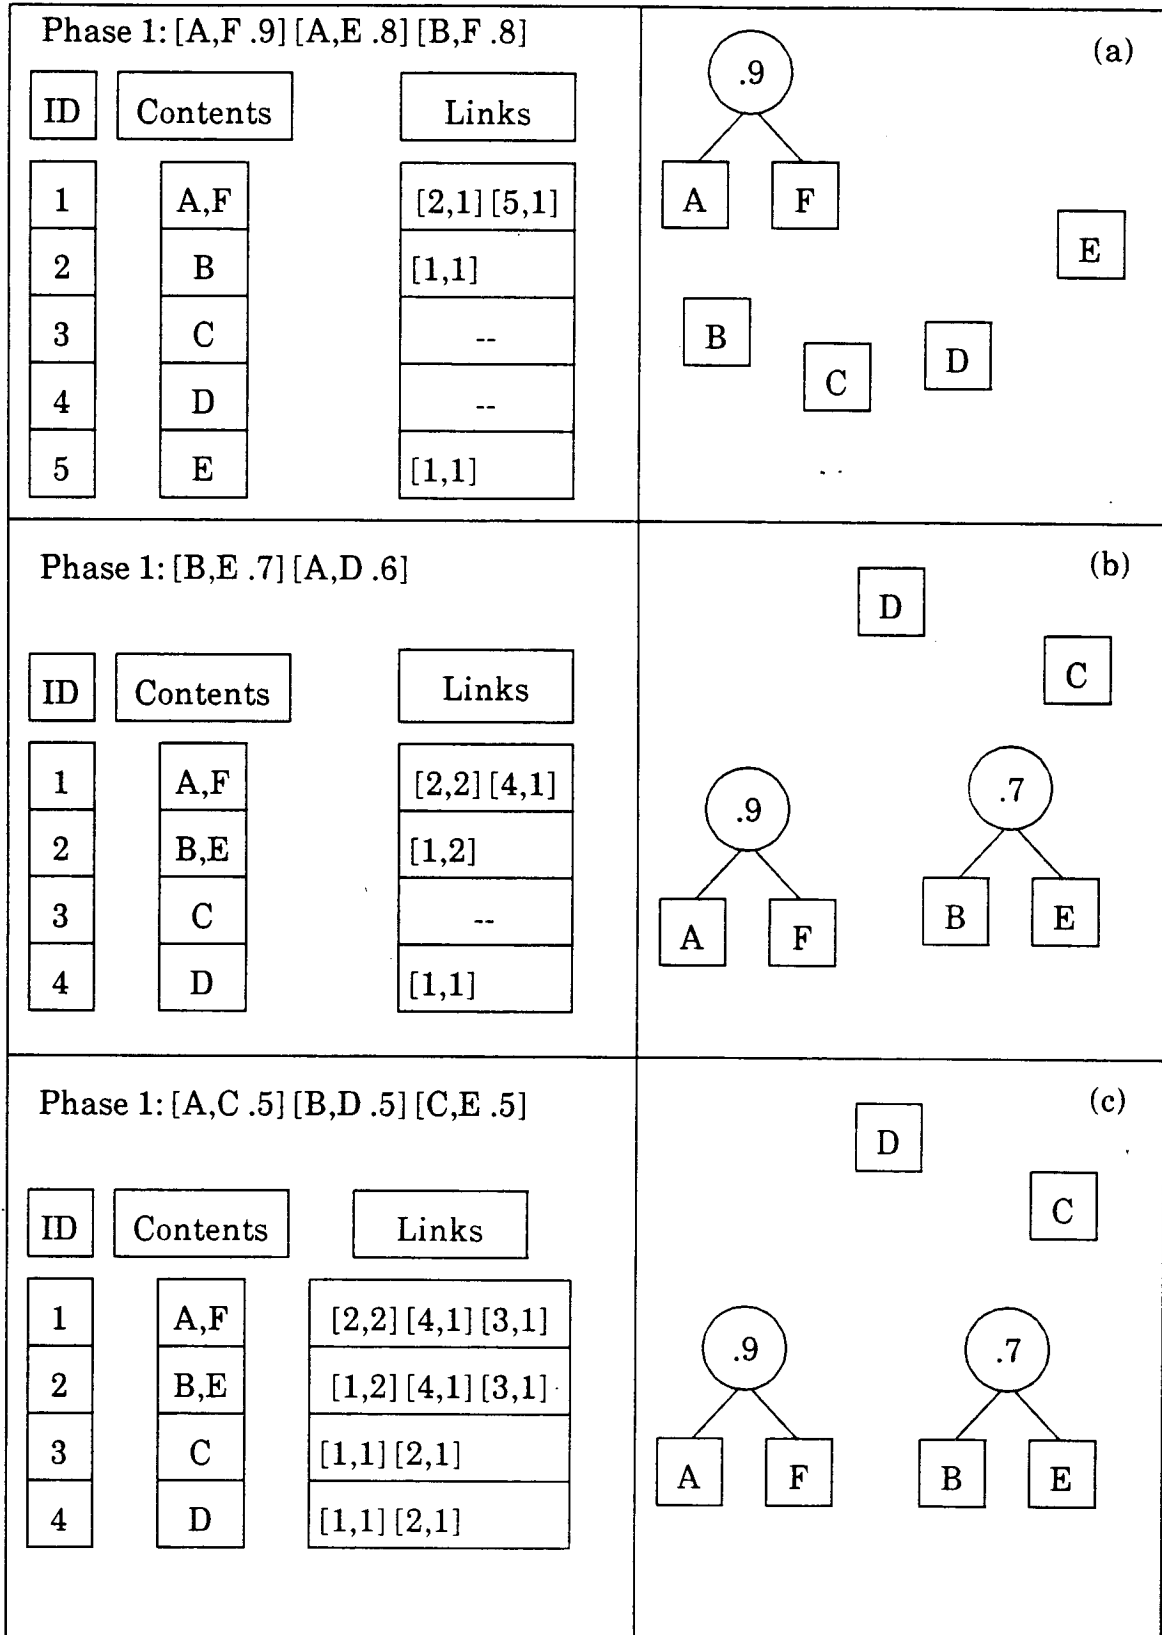 Phase 1: [A,F .9] [A,E .8] [B,F .8]
(a)
ID Contents Links
1 A,F [2,1] [5,1]
2 B [1,1]
3 C --
4 D --
5 E [1,1]
.9
A F
E
B
C
D
Phase 1: [B,E .7] [A,D .6]
(b)
ID Contents Links
1 A,F [2,2] [4,1]
2 B,E [1,2]
3 C --
4 D [1,1]
D
C
.9 .7
A F B E
Phase 1: [A,C .5] [B,D .5] [C,E .5]
(c)
ID Contents Links
1 A,F [2,2] [4,1] [3,1]
2 B,E [1,2] [4,1] [3,1]
3 C [1,1] [2,1]
4 D [1,1] [2,1]
D
C
.9 .7
A F B E